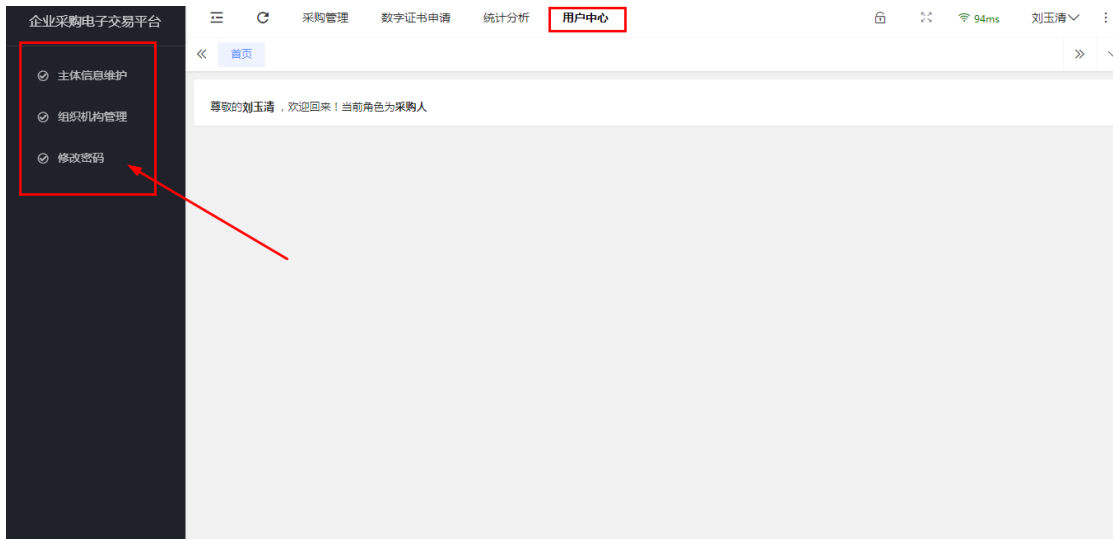 企业采购电子交易平台
采购管理 数字证书申请 统计分析 用户中心 94ms 刘玉清
首页
主体信息维护
组织机构管理
修改密码
尊敬的刘玉清 ，欢迎回来！当前角色为采购人